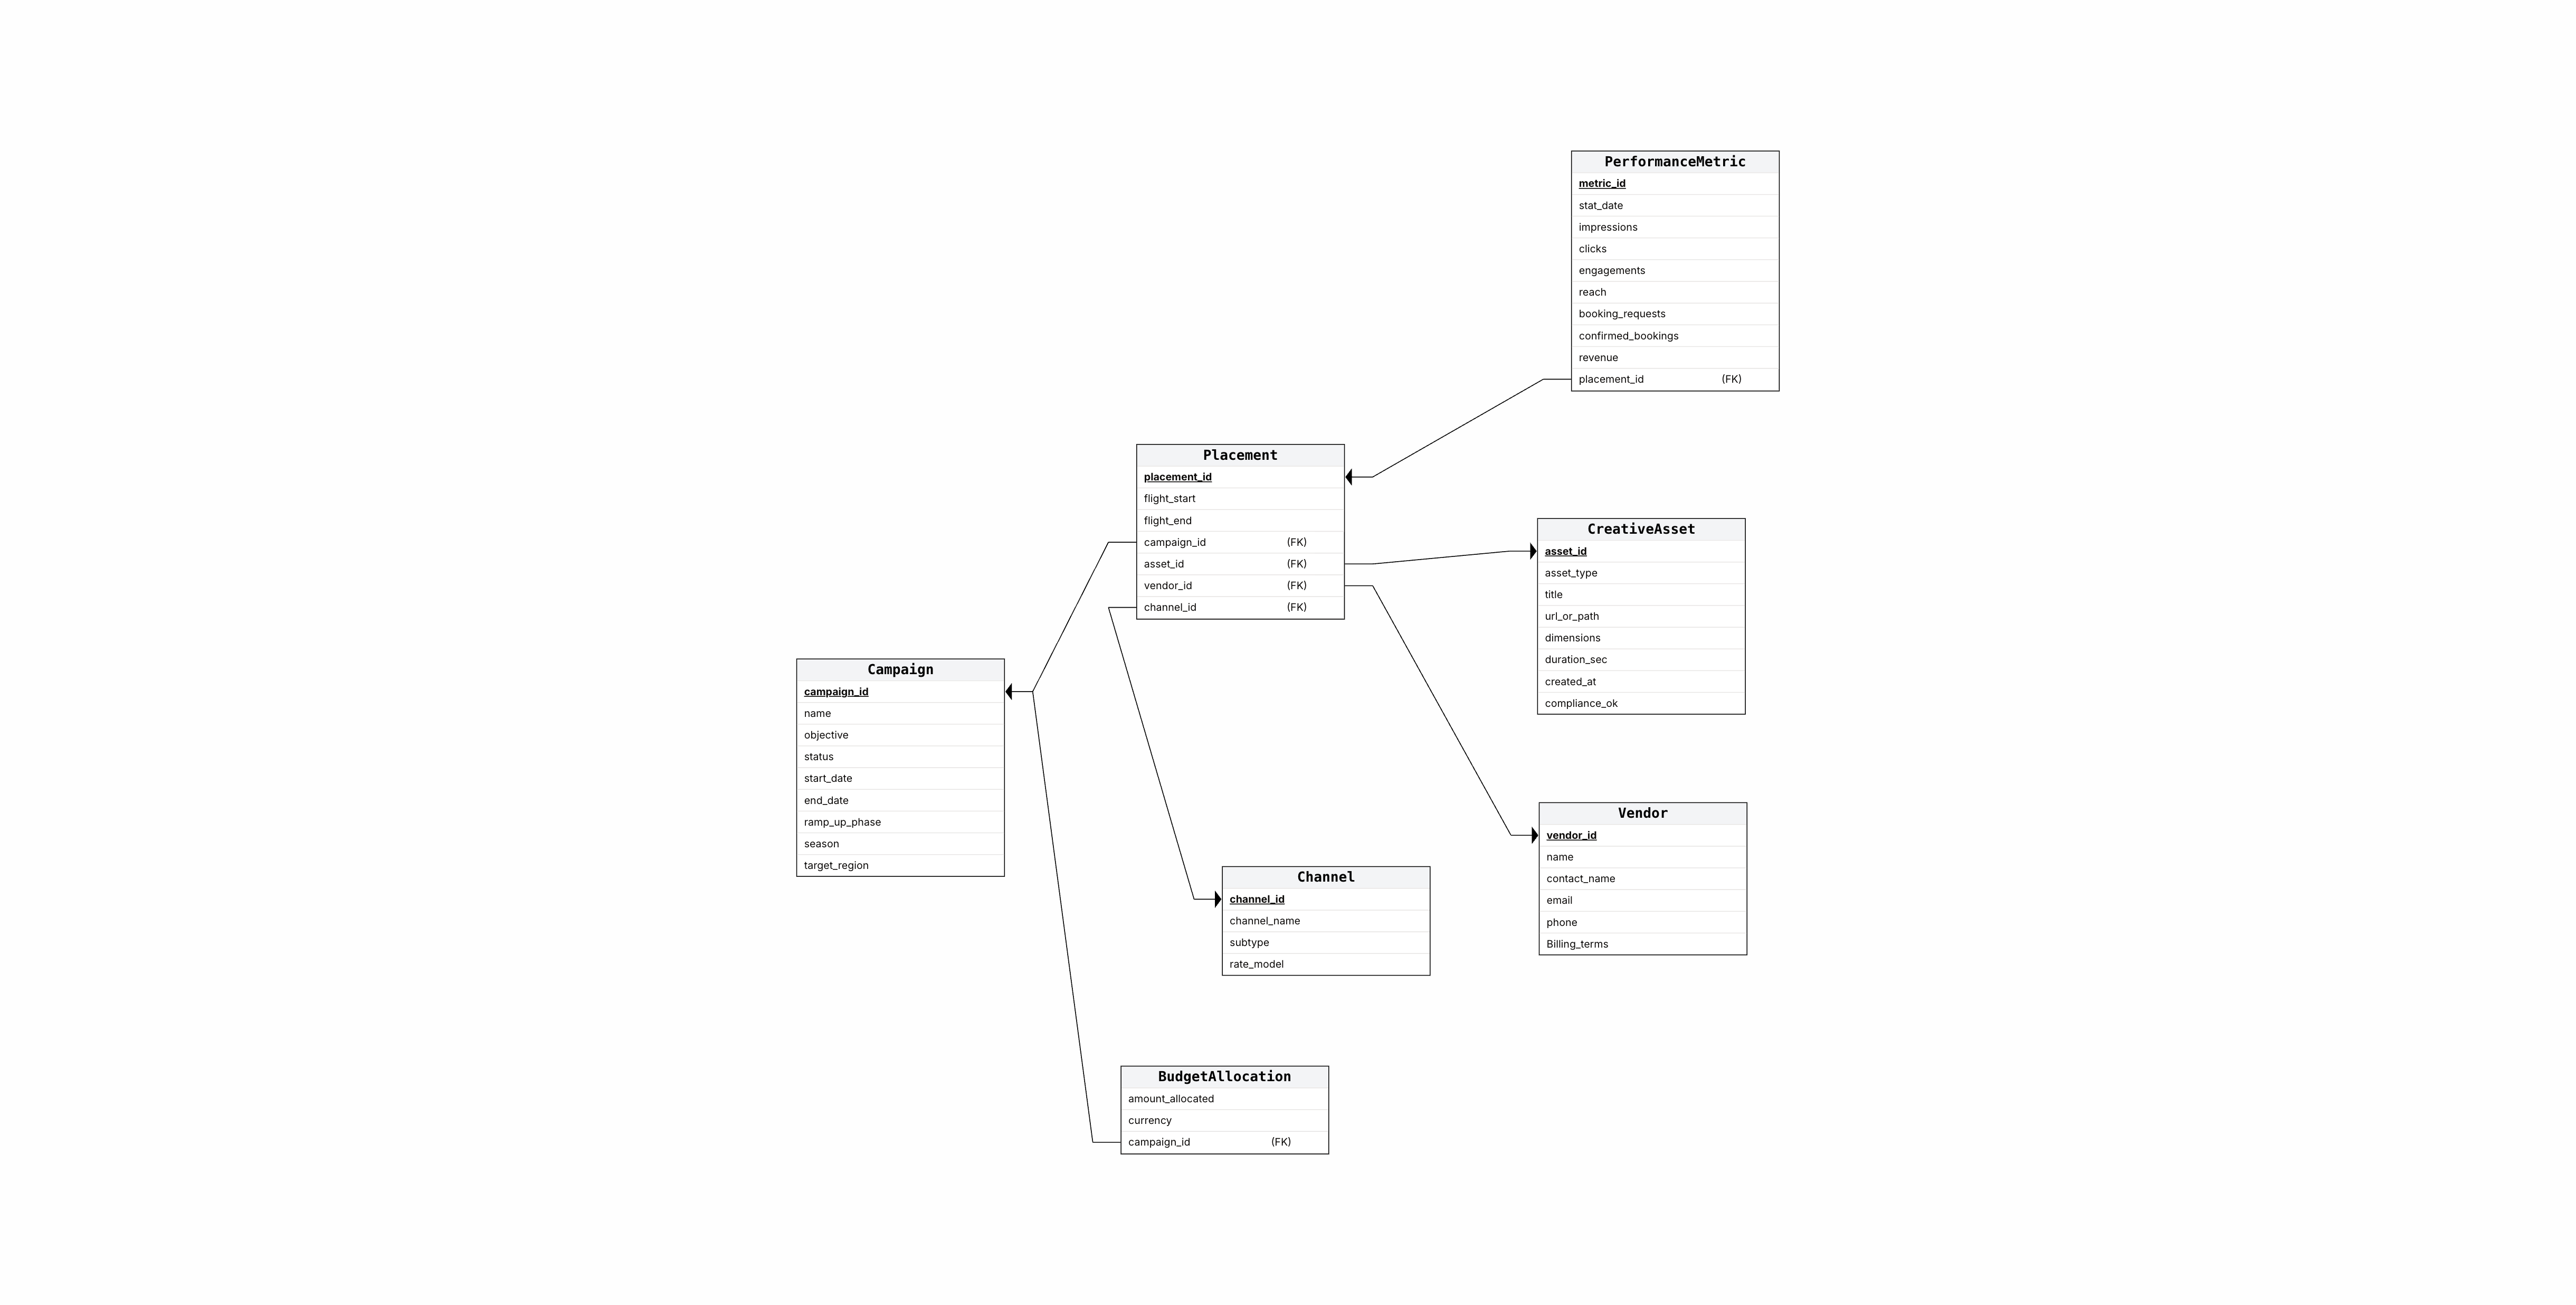 PerformanceMetric
metric_id
stat_date
impressions
clicks
engagements
reach
booking_requests
confirmed_bookings
revenue
placement_id (FK)
Placement
placement_id
flight_start
flight_end
campaign_id (FK)
asset_id (FK)
vendor_id (FK)
channel_id (FK)
CreativeAsset
asset_id
asset_type
title
url_or_path
dimensions
duration_sec
created_at
compliance_ok
Campaign
campaign_id
name
objective
status
start_date
end_date
ramp_up_phase
season
target_region
Vendor
vendor_id
name
contact_name
email
phone
Billing_terms
Channel
channel_id
channel_name
subtype
rate_model
BudgetAllocation
amount_allocated
currency
campaign_id (FK)